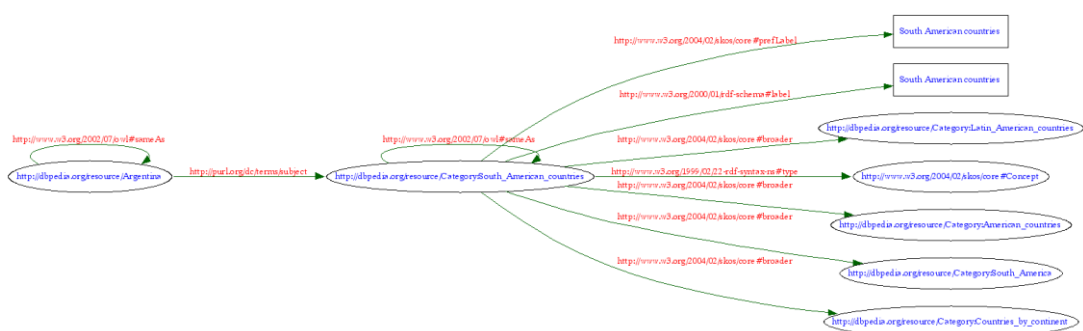 http://www.w3.org/2004/02/skos/core#prefLabel
South American countries
http://www.w3.org/2000/01/rdf-schema#label
South American countries
http://www.w3.org/2002/07/owl#sameAs
http://www.w3.org/2002/07/owl#sameAs
http://www.w3.org/2004/02/skos/core#broader
http://dbpedia.org/resource/Category:Latin_American_countries
http://dbpedia.org/resource/Argentina
http://purl.org/dc/terms/subject
http://dbpedia.org/resource/Category:South_American_countries
http://www.w3.org/1999/02/22-rdf-syntax-ns#type
http://www.w3.org/2004/02/skos/core#Concept
http://www.w3.org/2004/02/skos/core#broader
http://dbpedia.org/resource/Category:American_countries
http://www.w3.org/2004/02/skos/core#broader
http://dbpedia.org/resource/Category:South_America
http://www.w3.org/2004/02/skos/core#broader
http://dbpedia.org/resource/Category:Countries_by_continent